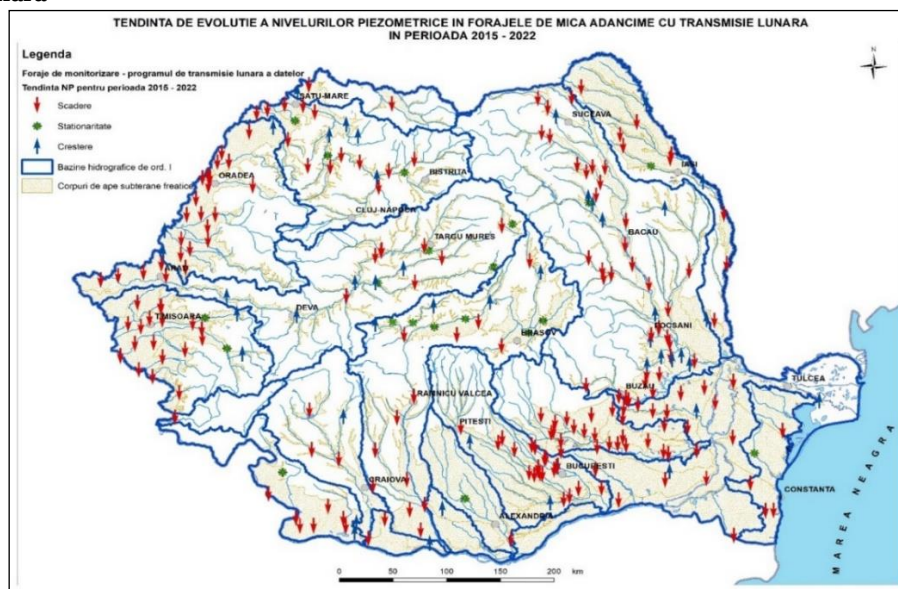 TENDINTA DE EVOLUTIE A NIVELURILOR PIEZOMETRICE IN FORAJELE DE MICA ADANCIME CU TRANSMISIE LUNARA
IN PERIOADA 2015 - 2022
Legenda
Foraje de monitorizare - programul de transmisie lunara a datelor
Tendinta NP pentru perioada 2015 - 2022
Scadere
Stationaritate
Crestere
Bazine hidrografice de ord. I
Corpuri de ape subterane freatice
N
SATU-MARE
SUCEAVA
IASI
ORADEA
BISTRITA
CLUJ-NAPOCA
TARGU MURES
BACAU
ARAD
DEVA
TIMISOARA
FOCSANI
BRASOV
TULCEA
BUZAU
RAMNICU VALCEA
PITESTI
BUCURESTI
CRAIOVA
CONSTANTA
ALEXANDRIA
MAREA NEAGRA
0 50 100 150 200 km